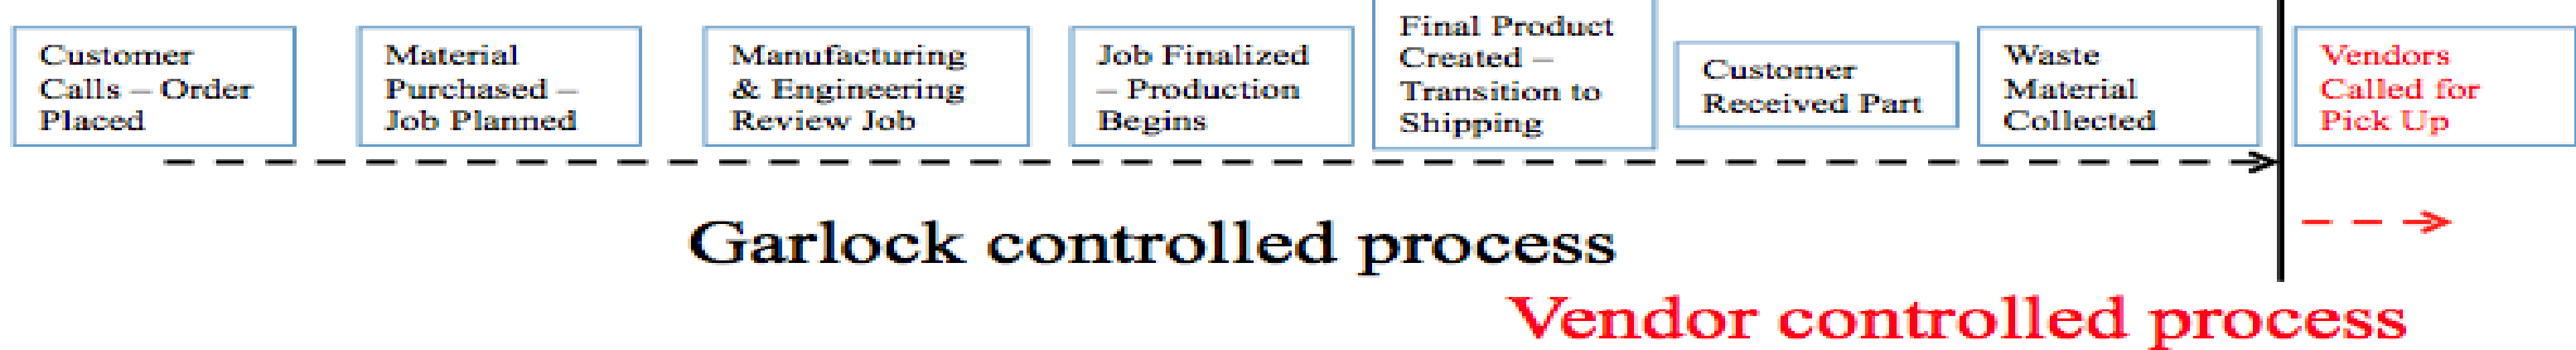 Customer
Calls – Order
Placed
Material
Purchased –
Job Planned
Manufacturing
& Engineering
Review Job
Job Finalized
– Production
Begins
Final Product
Created –
Transition to
Shipping
Customer
Received Part
Waste
Material
Collected
Vendors
Called for
Pick Up
Garlock controlled process
Vendor controlled process